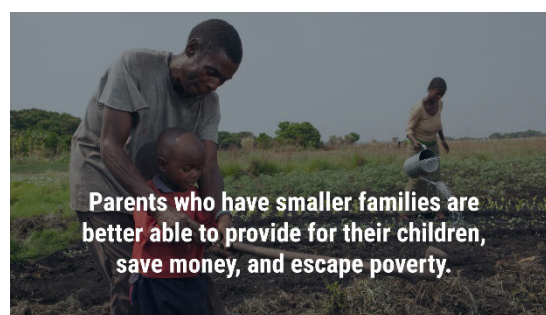 Parents who have smaller families are
better able to provide for their children,
save money, and escape poverty.